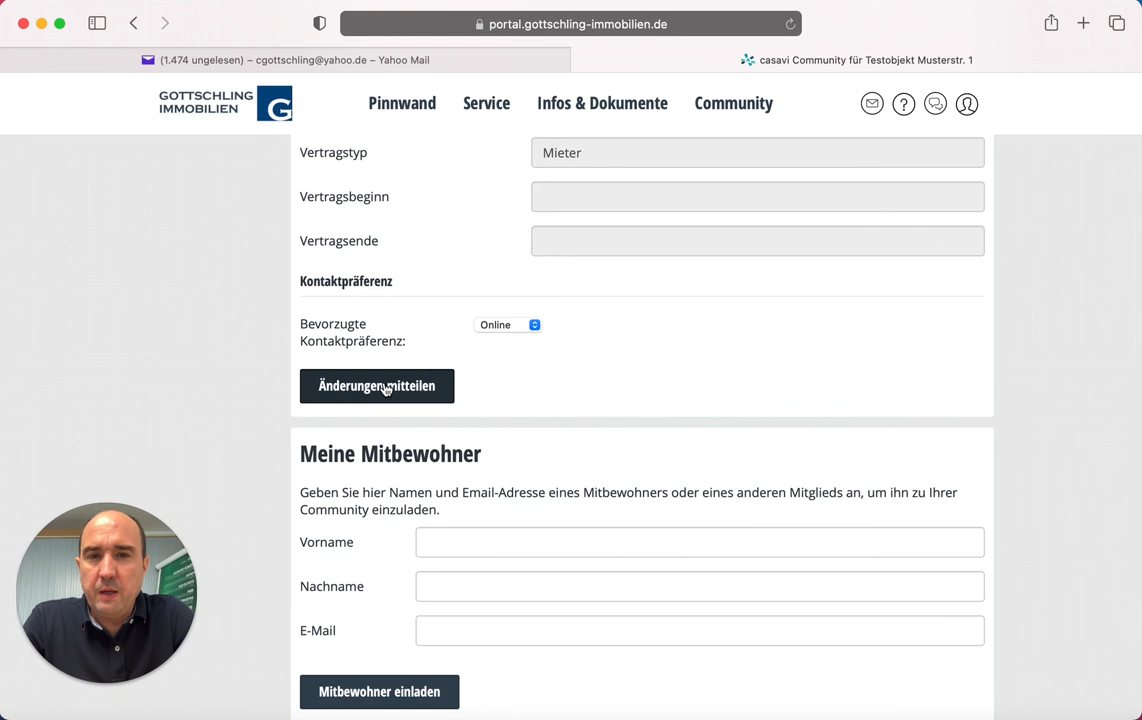 portal.gottschling-immobilien.de
(1.474 ungelesen) – cgottschling@yahoo.de – Yahoo Mail
casavi Community für Testobjekt Musterstr. 1
GOTTSCHLING
IMMOBILIEN
G
Pinnwand
Service
Infos & Dokumente
Community
?
Vertragstyp
Mieter
Vertragsbeginn
Vertragsende
Kontaktpräferenz
Bevorzugte
Kontaktpräferenz:
Online
Änderungen mitteilen
Meine Mitbewohner
Geben Sie hier Namen und Email-Adresse eines Mitbewohners oder eines anderen Mitglieds an, um ihn zu Ihrer
Community einzuladen.
Vorname
Nachname
E-Mail
Mitbewohner einladen